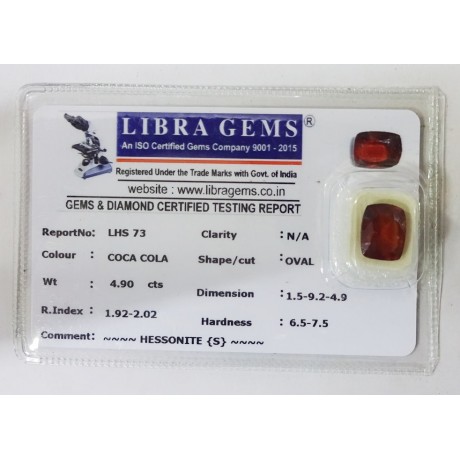 LIBRA GEMS ®
An ISO Certified Gems Company 9001 - 2015
Registered Under the Trade Marks with Govt. of India
website : www.libragems.co.in
GEMS & DIAMOND CERTIFIED TESTING REPORT
ReportNo: LHS 73 Clarity : N/A
Colour : COCA COLA Shape/cut : OVAL
Wt : 4.90 cts Dimension : 1.5-9.2-4.9
R.Index : 1.92-2.02 Hardness : 6.5-7.5
Comment: ~~~~ HESSONITE {S} ~~~~